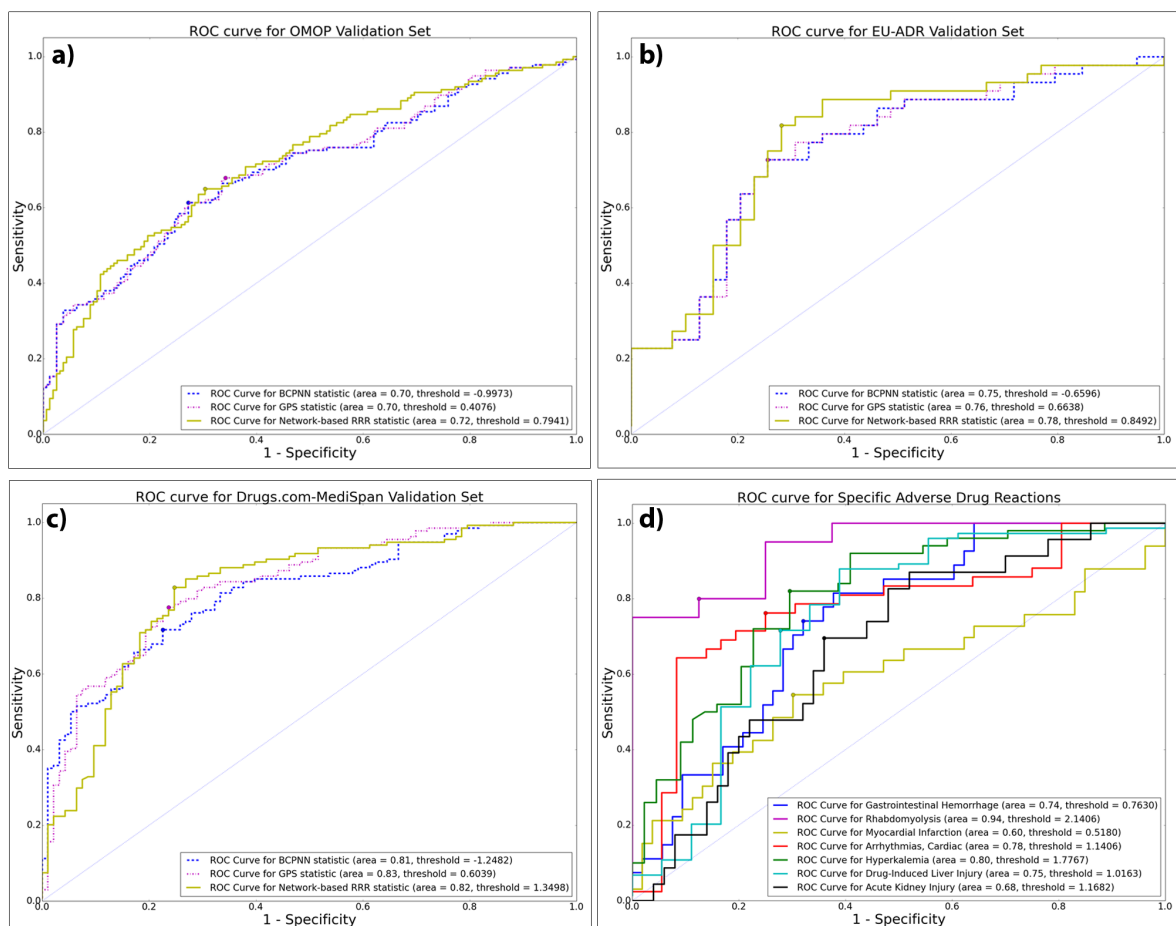 ROC curve for OMOP Validation Set
a)
1.0
0.8
0.6
0.4
0.2
0.0
Sensitivity
ROC Curve for BCPNN statistic (area = 0.70, threshold = -0.9973)
ROC Curve for GPS statistic (area = 0.70, threshold = 0.4076)
ROC Curve for Network-based RRR statistic (area = 0.72, threshold = 0.7941)
0.0 0.2 0.4 0.6 0.8 1.0
1 - Specificity
ROC curve for EU-ADR Validation Set
b)
1.0
0.8
0.6
0.4
0.2
0.0
Sensitivity
ROC Curve for BCPNN statistic (area = 0.75, threshold = -0.6596)
ROC Curve for GPS statistic (area = 0.76, threshold = 0.6638)
ROC Curve for Network-based RRR statistic (area = 0.78, threshold = 0.8492)
0.0 0.2 0.4 0.6 0.8 1.0
1 - Specificity
ROC curve for Drugs.com-MediSpan Validation Set
c)
1.0
0.8
0.6
0.4
0.2
0.0
Sensitivity
ROC Curve for BCPNN statistic (area = 0.81, threshold = -1.2482)
ROC Curve for GPS statistic (area = 0.83, threshold = 0.6039)
ROC Curve for Network-based RRR statistic (area = 0.82, threshold = 1.3498)
0.0 0.2 0.4 0.6 0.8 1.0
1 - Specificity
ROC curve for Specific Adverse Drug Reactions
d)
1.0
0.8
0.6
0.4
0.2
0.0
Sensitivity
ROC Curve for Gastrointestinal Hemorrhage (area = 0.74, threshold = 0.7630)
ROC Curve for Rhabdomyolysis (area = 0.94, threshold = 2.1406)
ROC Curve for Myocardial Infarction (area = 0.60, threshold = 0.5180)
ROC Curve for Arrhythmias, Cardiac (area = 0.78, threshold = 1.1406)
ROC Curve for Hyperkalemia (area = 0.80, threshold = 1.7767)
ROC Curve for Drug-Induced Liver Injury (area = 0.75, threshold = 1.0163)
ROC Curve for Acute Kidney Injury (area = 0.68, threshold = 1.1682)
0.0 0.2 0.4 0.6 0.8 1.0
1 - Specificity